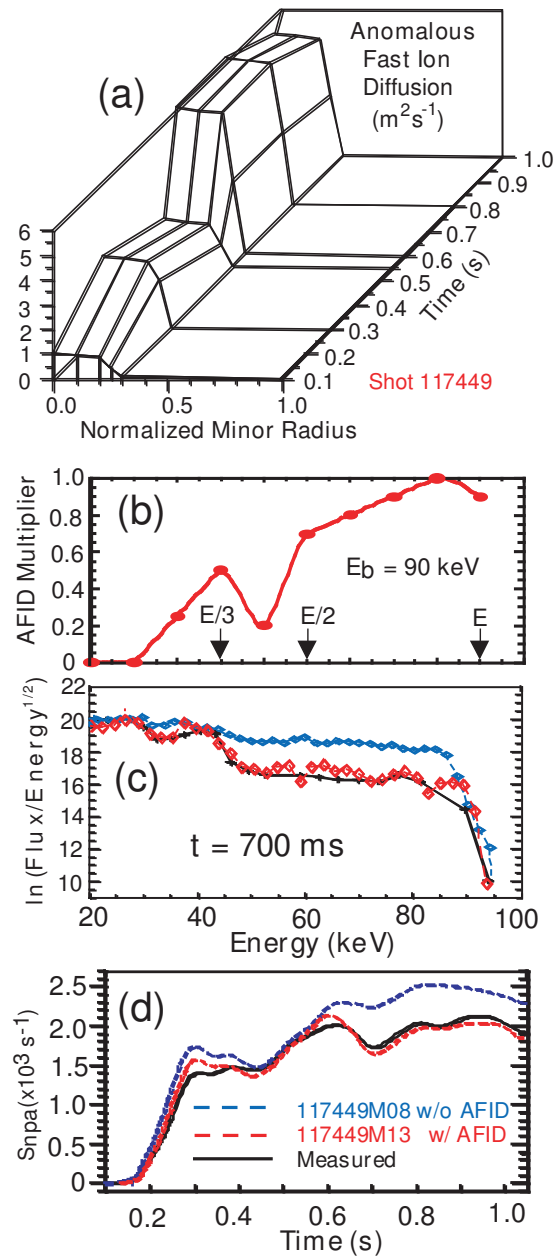 (a)
Anomalous
Fast Ion
Diffusion
(m²s⁻¹)
6
5
4
3
2
1
0
0.0
0.5
1.0
Normalized Minor Radius
0.1
0.2
0.3
0.4
0.5
0.6
0.7
0.8
0.9
1.0
Time (s)
Shot 117449
(b)
AFID Multiplier
1.0
0.8
0.6
0.4
0.2
0
E/3
E/2
E
E_b = 90 keV
(c)
ln (Flux/Energy^1/2)
22
20
18
16
14
12
10
t = 700 ms
20 40 60 80 100
Energy (keV)
(d)
Snpa(x10³ s⁻¹)
2.5
2.0
1.5
1.0
0.5
0
117449M08 w/o AFID
117449M13 w/ AFID
Measured
0.2 0.4 0.6 0.8 1.0
Time (s)